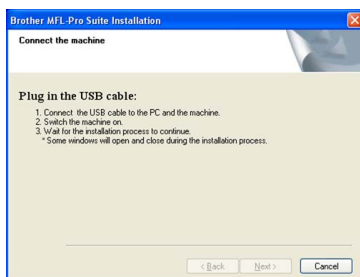 Brother MFL-Pro Suite Installation
Connect the machine
Plug in the USB cable:
1. Connect the USB cable to the PC and the machine.
2. Switch the machine on.
3. Wait for the installation process to continue.
* Some windows will open and close during the installation process.
< Back Next > Cancel